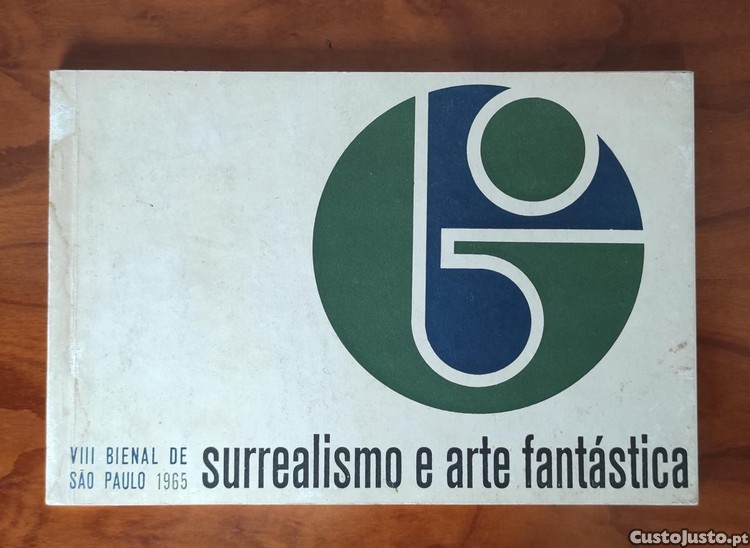 VIII BIENAL DE
SÃO PAULO 1965
surrealismo e arte fantástica
CustoJusto.pt